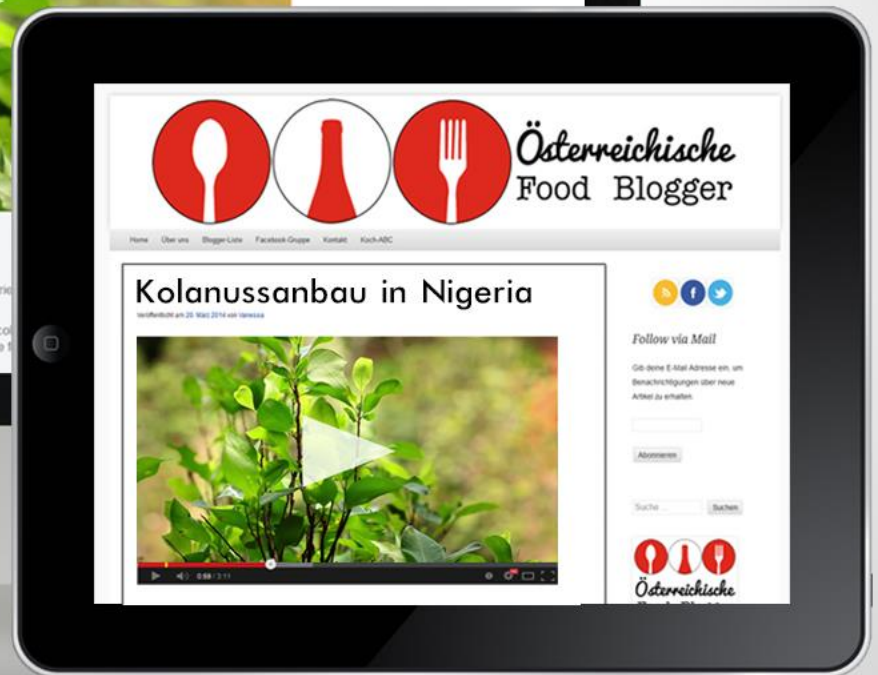 Österreichische
Food Blogger
Home Über uns Blogger-Liste Facebook-Gruppe Kontakt Koch-ABC
Kolanussanbau in Nigeria
Veröffentlicht am 20. März 2014 von Vanessa
0:59 / 3:11
Follow via Mail
Gib deine E-Mail Adresse ein, um
Benachrichtigungen über neue
Artikel zu erhalten.
Abonnieren
Suche ... Suchen
Österreichische